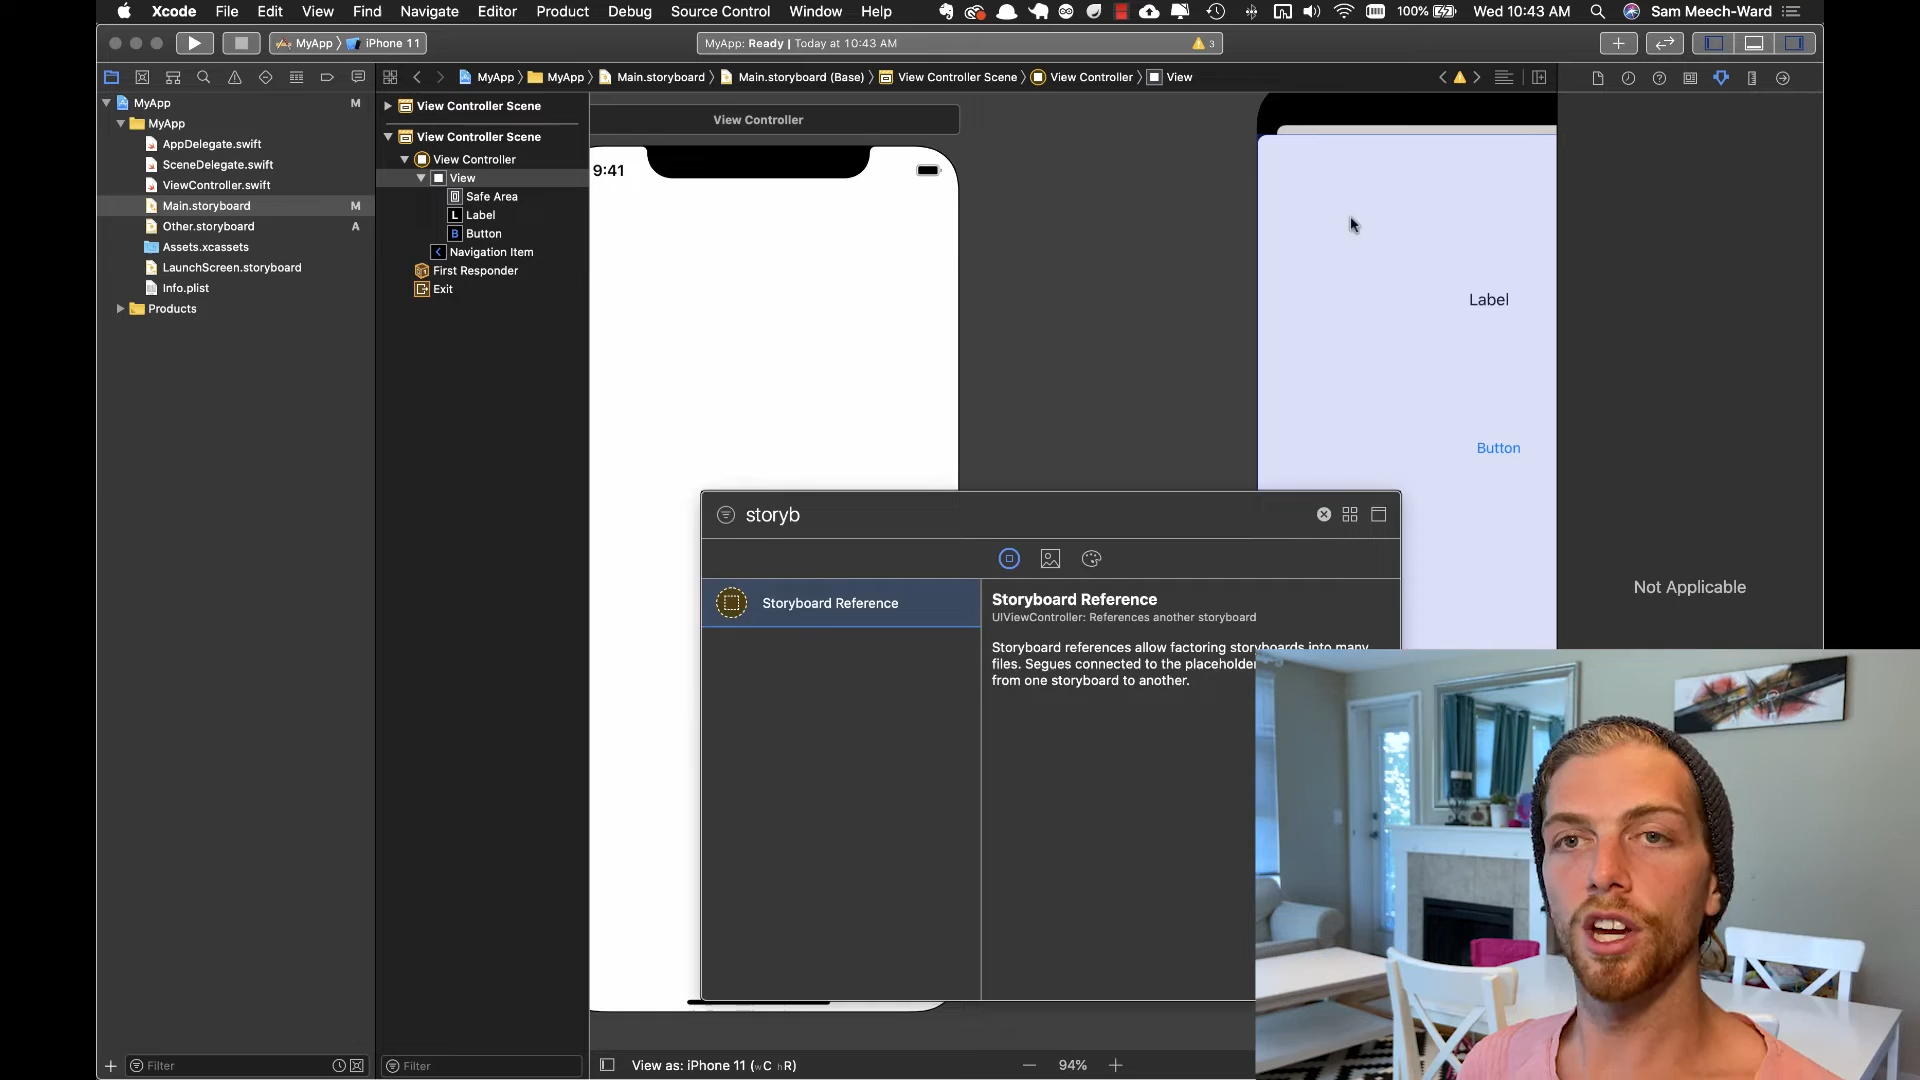 Xcode File Edit View Find Navigate Editor Product Debug Source Control Window Help 100% Wed 10:43 AM Sam Meech-Ward
MyApp iPhone 11 MyApp: Ready | Today at 10:43 AM 3
MyApp MyApp Main.storyboard Main.storyboard (Base) View Controller Scene View Controller View
MyApp M
MyApp
AppDelegate.swift
SceneDelegate.swift
ViewController.swift
Main.storyboard M
Other.storyboard A
Assets.xcassets
LaunchScreen.storyboard
Info.plist
Products
View Controller Scene
View Controller Scene
View Controller
View
Safe Area
L Label
B Button
Navigation Item
First Responder
Exit
View Controller
9:41
Label
Button
storyb
Storyboard Reference
Storyboard Reference
UIViewController: References another storyboard
Storyboard references allow factoring storyboards into many
files. Segues connected to the placeholder
from one storyboard to another.
Not Applicable
Filter
Filter
View as: iPhone 11 (wC hR)
94%